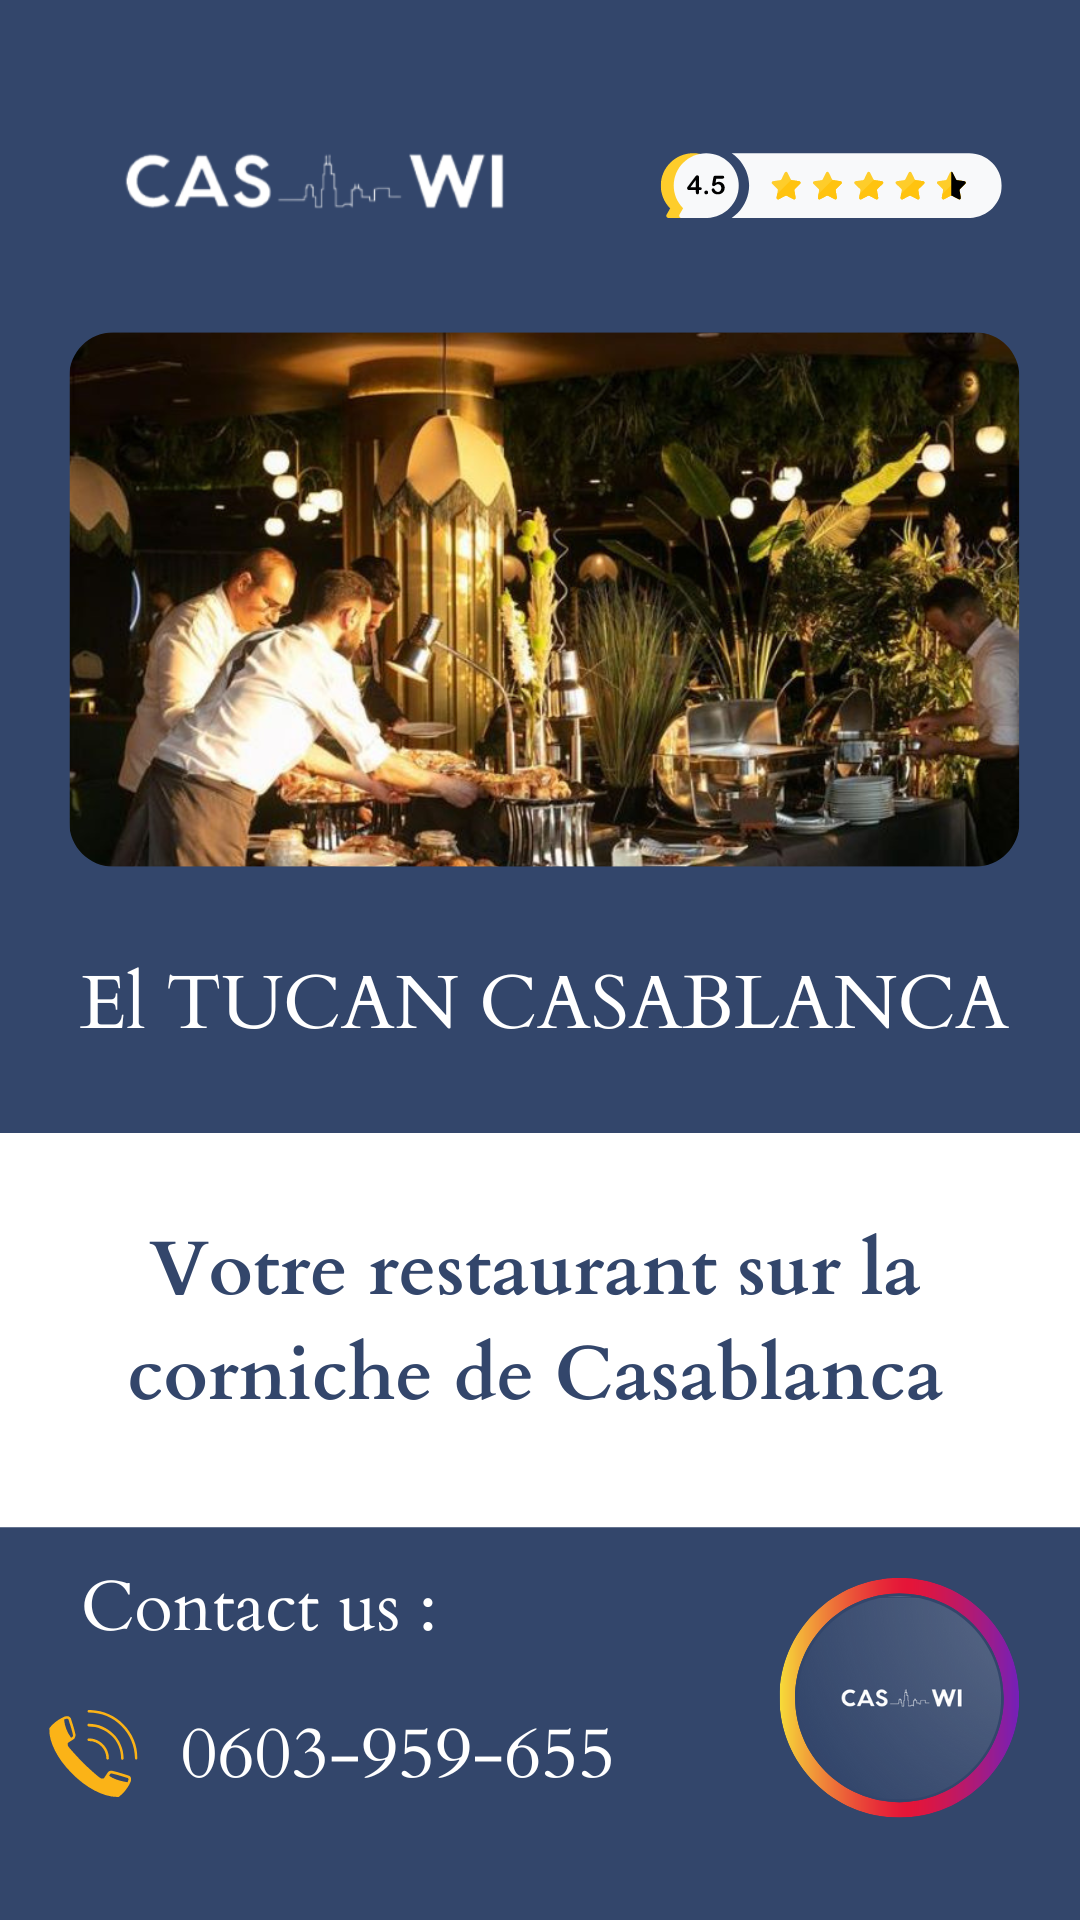 CAS WI
4.5
El TUCAN CASABLANCA
Votre restaurant sur la
corniche de Casablanca
Contact us :
0603-959-655
CAS WI